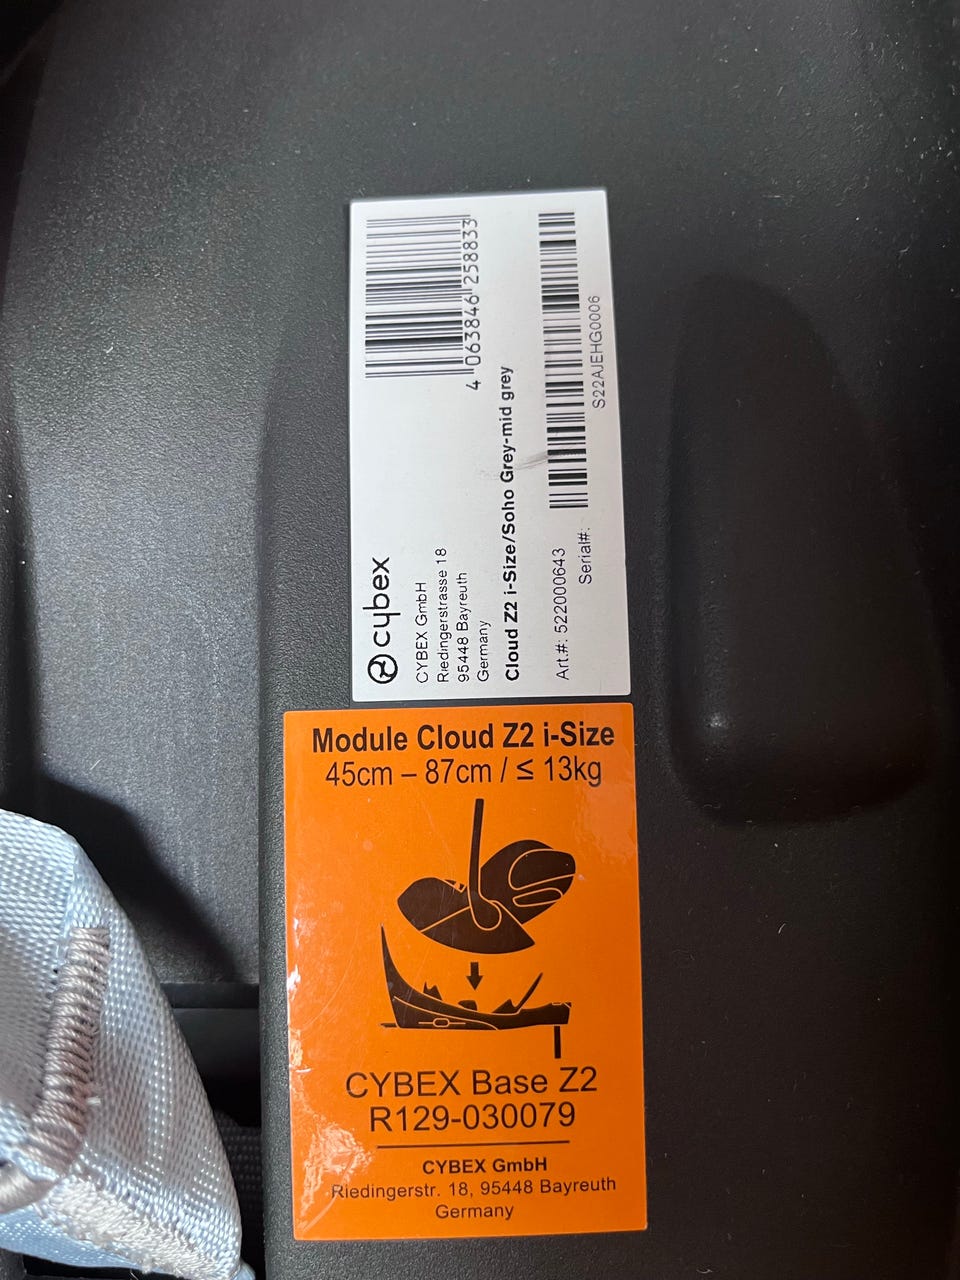 cybex
CYBEX GmbH
Riedingerstrasse 18
95448 Bayreuth
Germany
4 063846 258833
Cloud Z2 i-Size/Soho Grey-mid grey
Art.#: 522000643
Serial#:
S22AJEHG0006
Module Cloud Z2 i-Size
45cm – 87cm / ≤ 13kg
CYBEX Base Z2
R129-030079
CYBEX GmbH
Riedingerstr. 18, 95448 Bayreuth
Germany